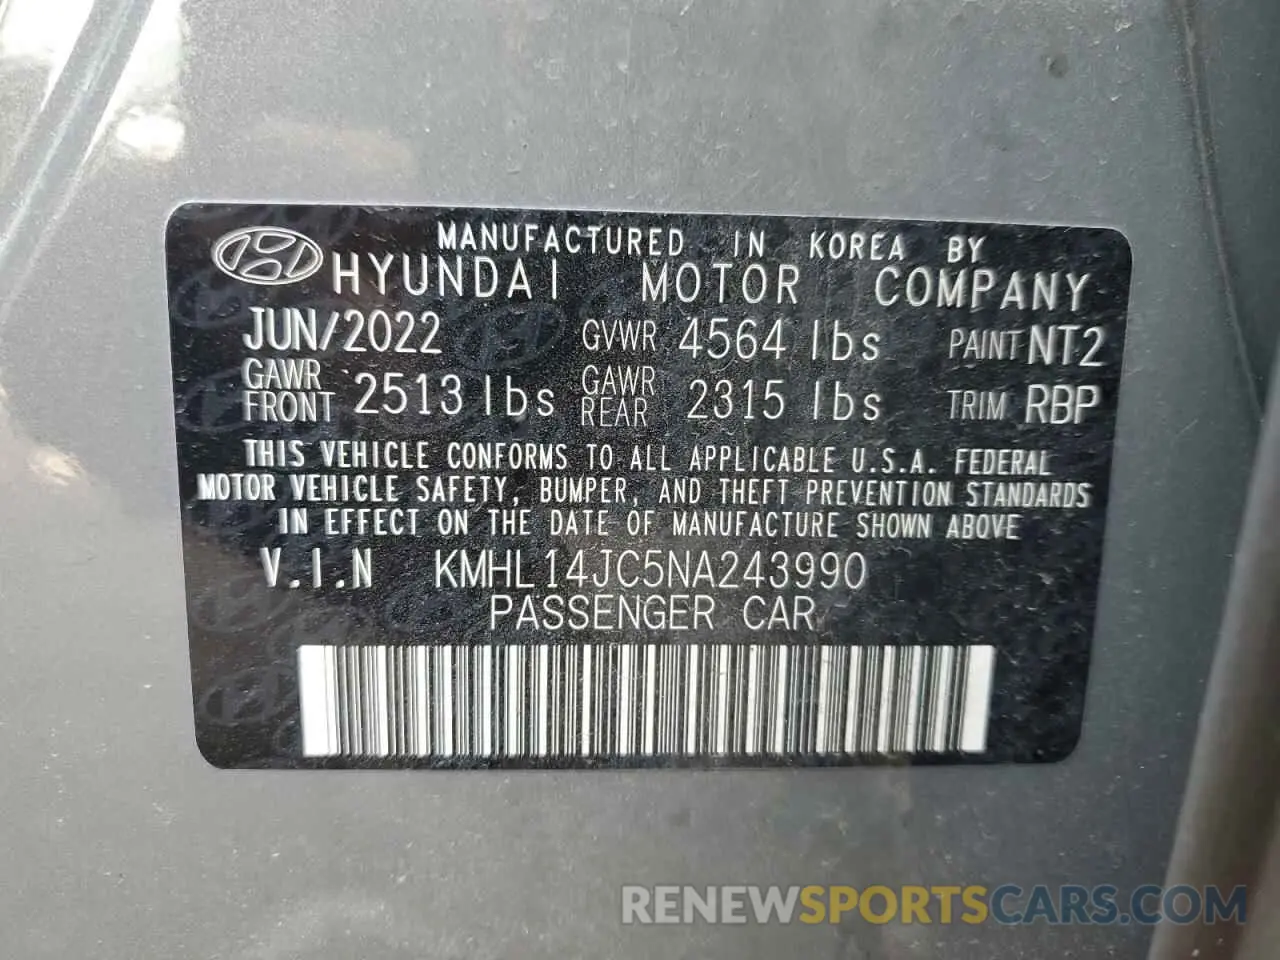 MANUFACTURED IN KOREA BY
HYUNDAI MOTOR COMPANY
JUN/2022 GVWR 4564 lbs PAINT NT2
GAWR FRONT 2513 lbs GAWR REAR 2315 lbs TRIM RBP
THIS VEHICLE CONFORMS TO ALL APPLICABLE U.S.A. FEDERAL
MOTOR VEHICLE SAFETY, BUMPER, AND THEFT PREVENTION STANDARDS
IN EFFECT ON THE DATE OF MANUFACTURE SHOWN ABOVE
V.I.N KMHL14JC5NA243990
PASSENGER CAR
RENEWSPORTSCARS.COM